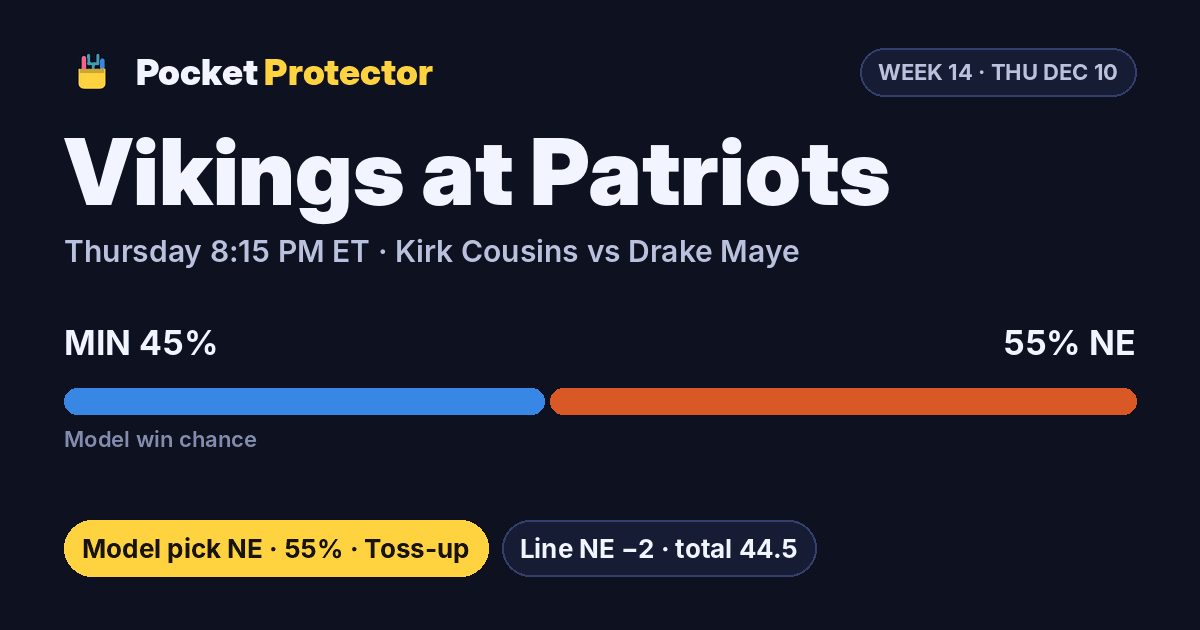 Pocket Protector
WEEK 14 · THU DEC 10
Vikings at Patriots
Thursday 8:15 PM ET · Kirk Cousins vs Drake Maye
MIN 45%
55% NE
Model win chance
Model pick NE · 55% · Toss-up
Line NE −2 · total 44.5